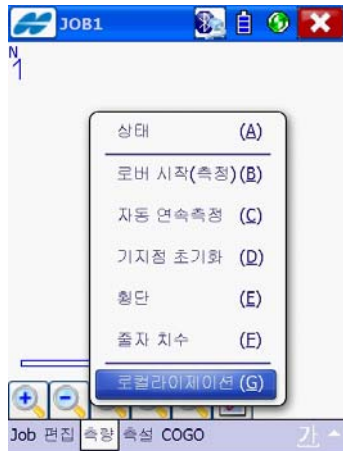 JOB1
N
상태 (A)
로버 시작(측정)(B)
자동 연속측정 (C)
기지점 초기화 (D)
횡단 (E)
줄자 치수 (F)
로컬라이제이션 (G)
Job 편집 측량 측설 COGO 가